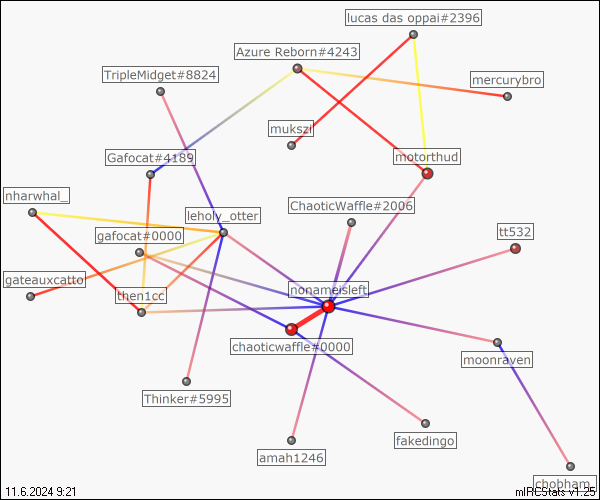 lucas das oppai#2396
Azure Reborn#4243
TripleMidget#8824
mercurybro
mukszi
Gafocat#4189
motorthud
nharwhal_
ChaoticWaffle#2006
leholy_otter
gafocat#0000
tt532
gateauxcatto
nonameisleft
then1cc
chaoticwaffle#0000
moonraven
Thinker#5995
fakedingo
amah1246
chobham_
11.6.2024 9:21
mIRCStats v1.25